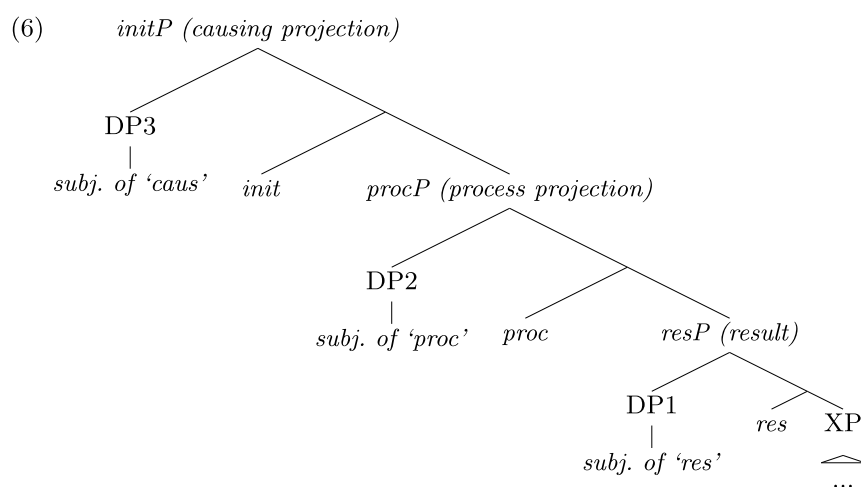 (6) initP (causing projection)
DP3
subj. of ‘caus’ init procP (process projection)
DP2
subj. of ‘proc’ proc resP (result)
DP1 res XP
subj. of ‘res’ ...